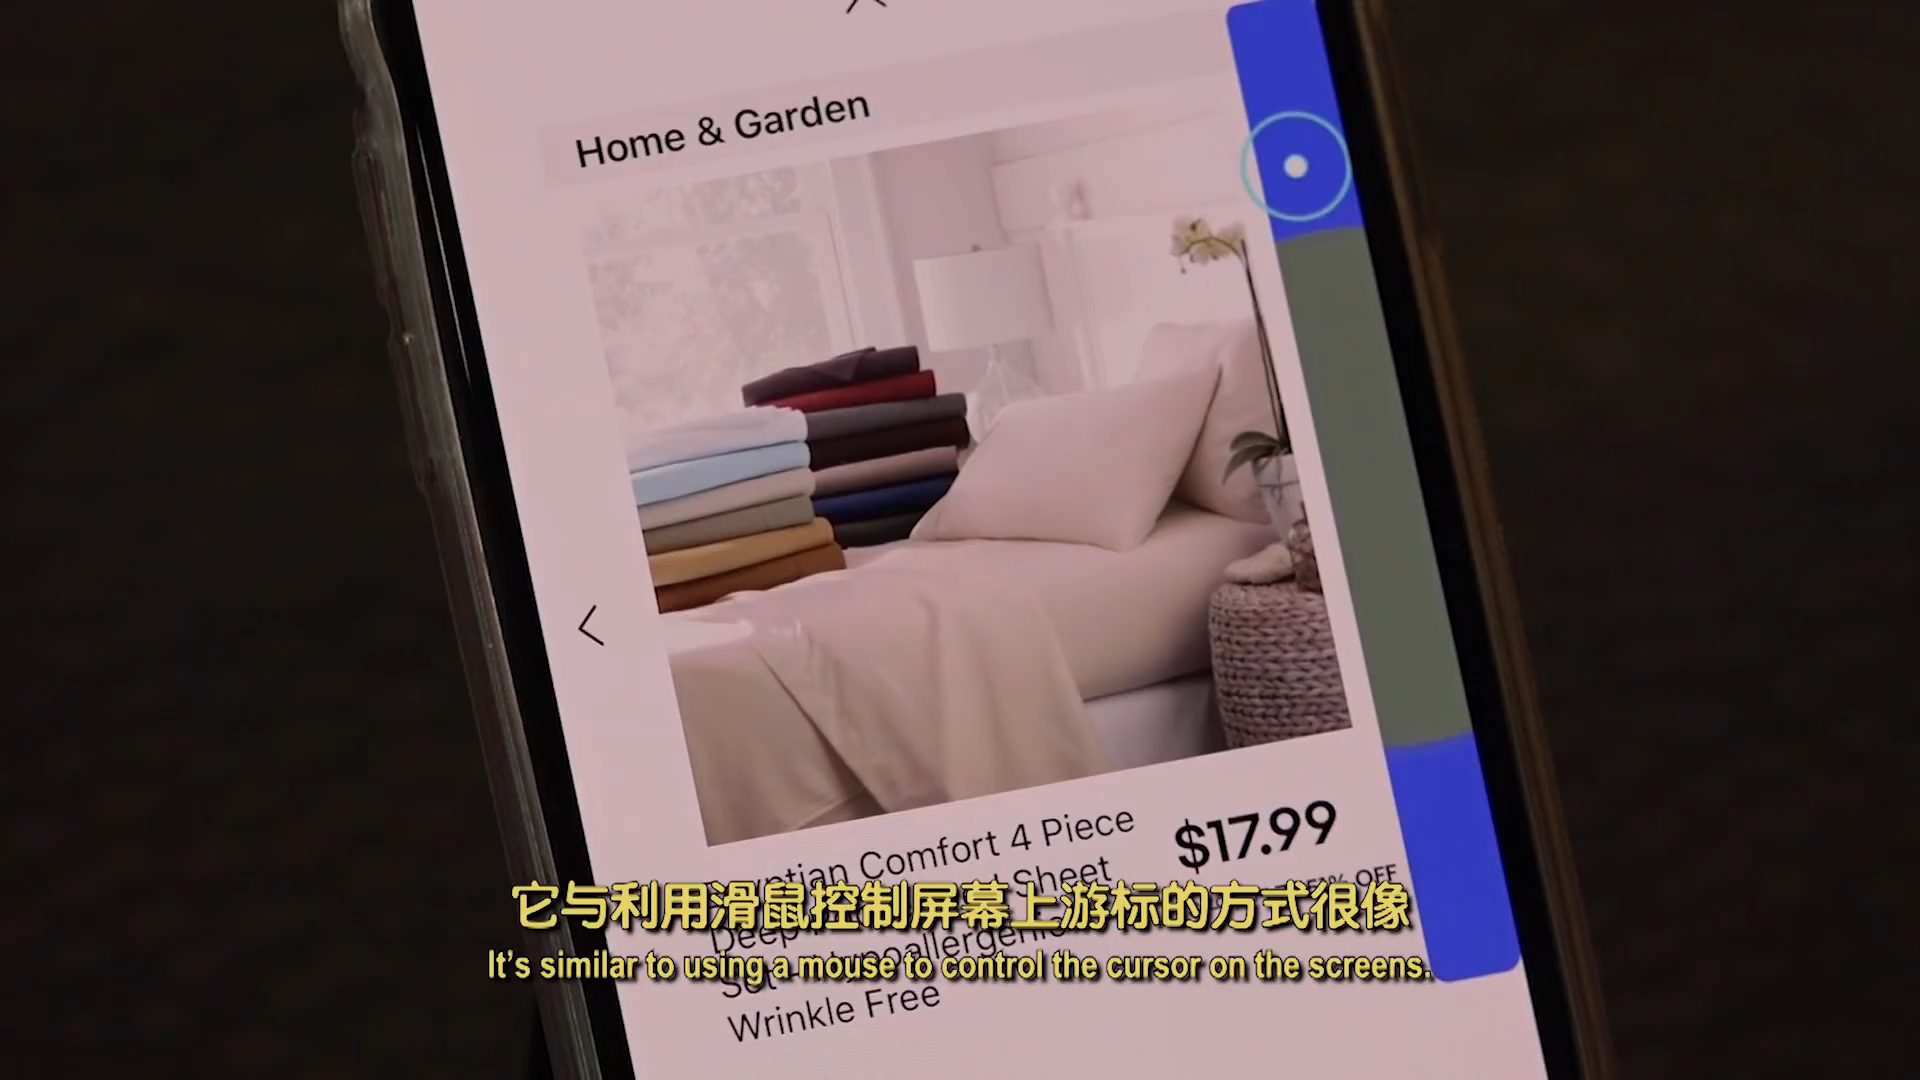 Home & Garden
Comfort 4 Piece
$17.99
Sheet
OFF
它与利用滑鼠控制屏幕上游标的方式很像
It's similar to using a mouse to control the cursor on the screens.
Wrinkle Free